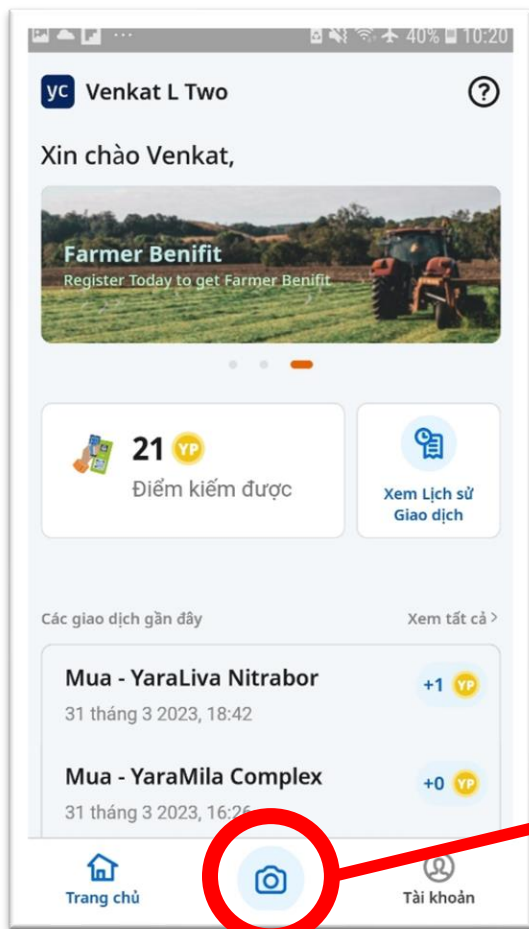 ... 40% 10:20
yc Venkat L Two ?
Xin chào Venkat,
Farmer Benifit
Register Today to get Farmer Benifit.
21 YP
Điểm kiếm được
Xem Lịch sử
Giao dịch
Các giao dịch gần đây Xem tất cả >
Mua - YaraLiva Nitrabor +1 YP
31 tháng 3 2023, 18:42
Mua - YaraMila Complex +0 YP
31 tháng 3 2023, 16:26
Trang chủ Tài khoản